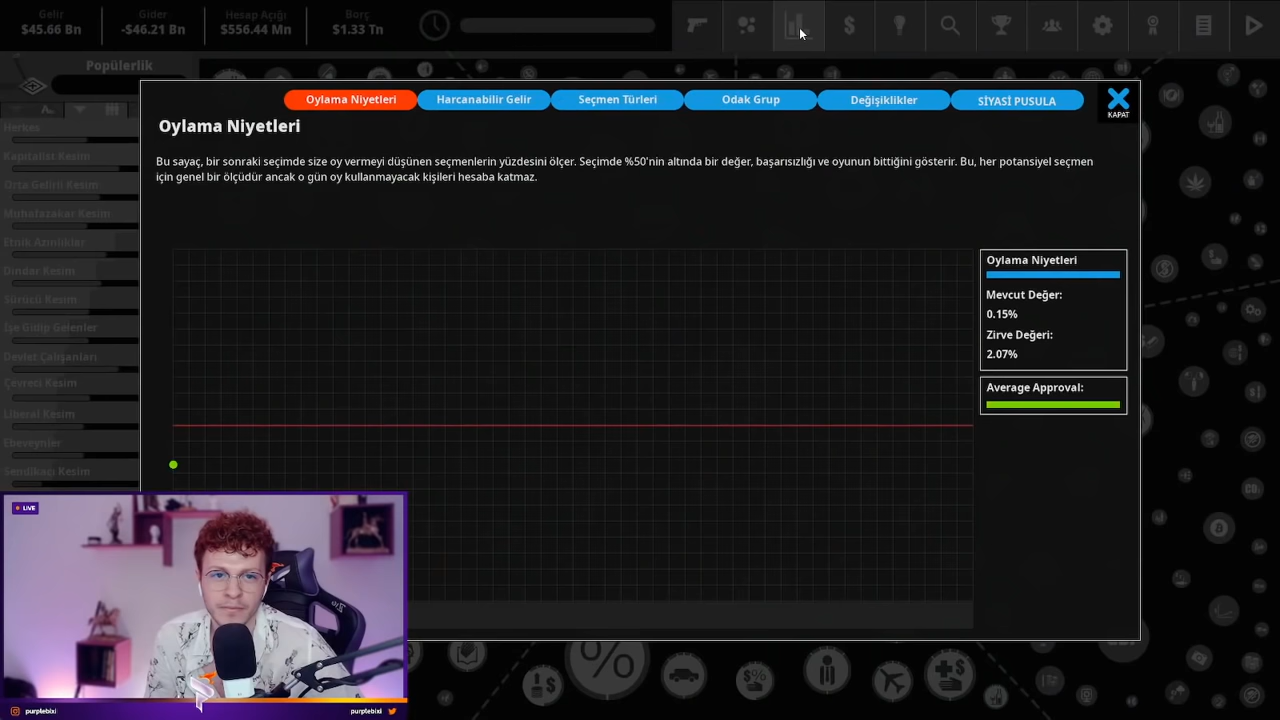 Gelir
Gider
Hesap Açığı
Borç
$45.66 Bn
-$46.21 Bn
$556.44 Mn
$1.33 Tn
Popülerlik
Herkes
Kapitalist Kesim
Orta Gelirli Kesim
Muhafazakar Kesim
Etnik Azınlıklar
Dindar Kesim
Sürücü Kesim
İşe Gidip Gelenler
Devlet Çalışanları
Çevreci Kesim
Liberal Kesim
Ebeveynler
Sendikacı Kesim
Oylama Niyetleri
Harcanabilir Gelir
Seçmen Türleri
Odak Grup
Değişiklikler
SİYASİ PUSULA
KAPAT
Oylama Niyetleri
Bu sayaç, bir sonraki seçimde size oy vermeyi düşünen seçmenlerin yüzdesini ölçer. Seçimde %50'nin altında bir değer, başarısızlığı ve oyunun bittiğini gösterir. Bu, her potansiyel seçmen
için genel bir ölçüdür ancak o gün oy kullanmayacak kişileri hesaba katmaz.
Oylama Niyetleri
Mevcut Değer:
0.15%
Zirve Değeri:
2.07%
Average Approval:
LIVE
purplebixi
purplebixi